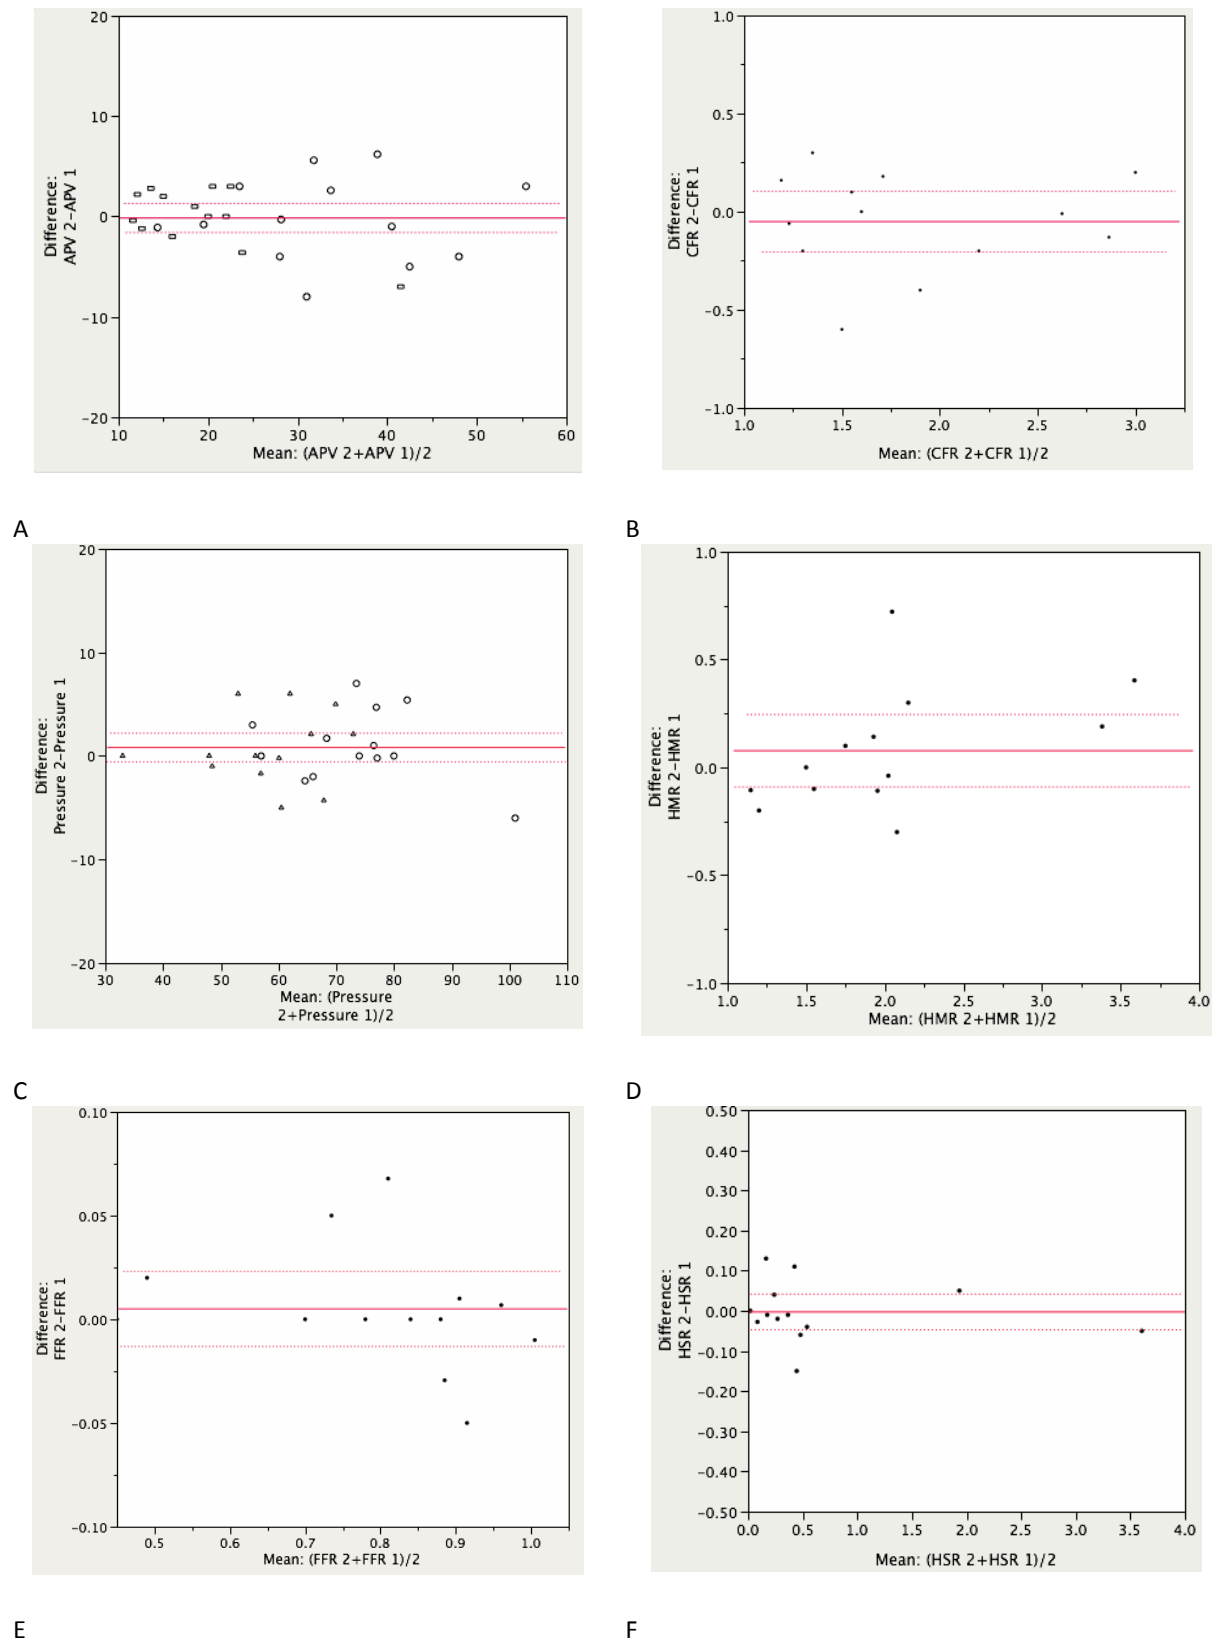 20
10
0
−10
−20
Difference:
APV 2−APV 1
10 20 30 40 50 60
Mean: (APV 2+APV 1)/2
1.0
0.5
0.0
−0.5
−1.0
Difference:
CFR 2−CFR 1
1.0 1.5 2.0 2.5 3.0
Mean: (CFR 2+CFR 1)/2
A
B
20
10
0
−10
−20
Difference:
Pressure 2−Pressure 1
30 40 50 60 70 80 90 100 110
Mean: (Pressure
2+Pressure 1)/2
1.0
0.5
0.0
−0.5
−1.0
Difference:
HMR 2−HMR 1
1.0 1.5 2.0 2.5 3.0 3.5 4.0
Mean: (HMR 2+HMR 1)/2
C
D
0.10
0.05
0.00
−0.05
−0.10
Difference:
FFR 2−FFR 1
0.5 0.6 0.7 0.8 0.9 1.0
Mean: (FFR 2+FFR 1)/2
0.50
0.40
0.30
0.20
0.10
0.00
−0.10
−0.20
−0.30
−0.40
−0.50
Difference:
HSR 2−HSR 1
0.0 0.5 1.0 1.5 2.0 2.5 3.0 3.5 4.0
Mean: (HSR 2+HSR 1)/2
E
F